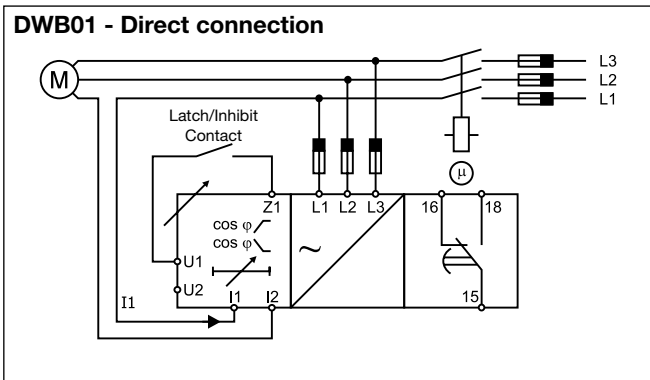 DWB01 - Direct connection
L3
M
L2
L1
Latch/Inhibit
Contact
μ
Z1
L1
L2
L3
16
18
cos φ
cos φ
~
U1
U2
I1
I1
I2
15